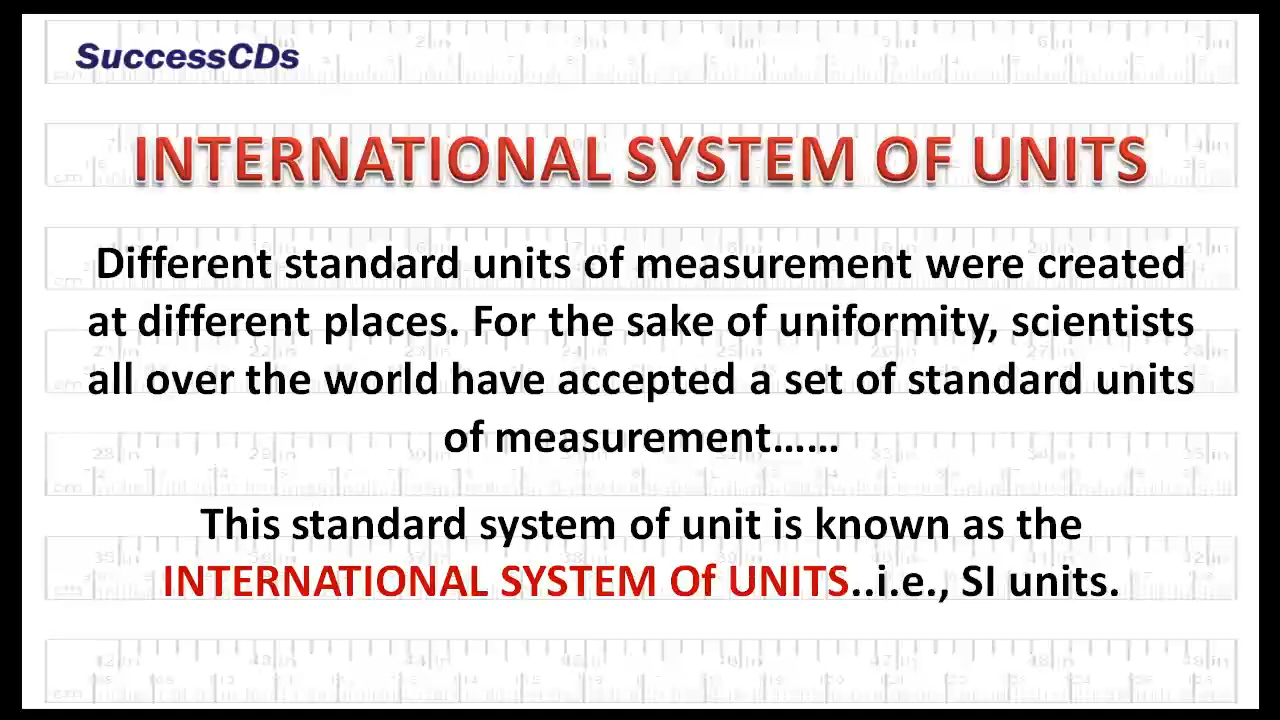 SuccessCDs
INTERNATIONAL SYSTEM OF UNITS
Different standard units of measurement were created
at different places. For the sake of uniformity, scientists
all over the world have accepted a set of standard units
of measurement......
This standard system of unit is known as the
INTERNATIONAL SYSTEM Of UNITS..i.e., SI units.